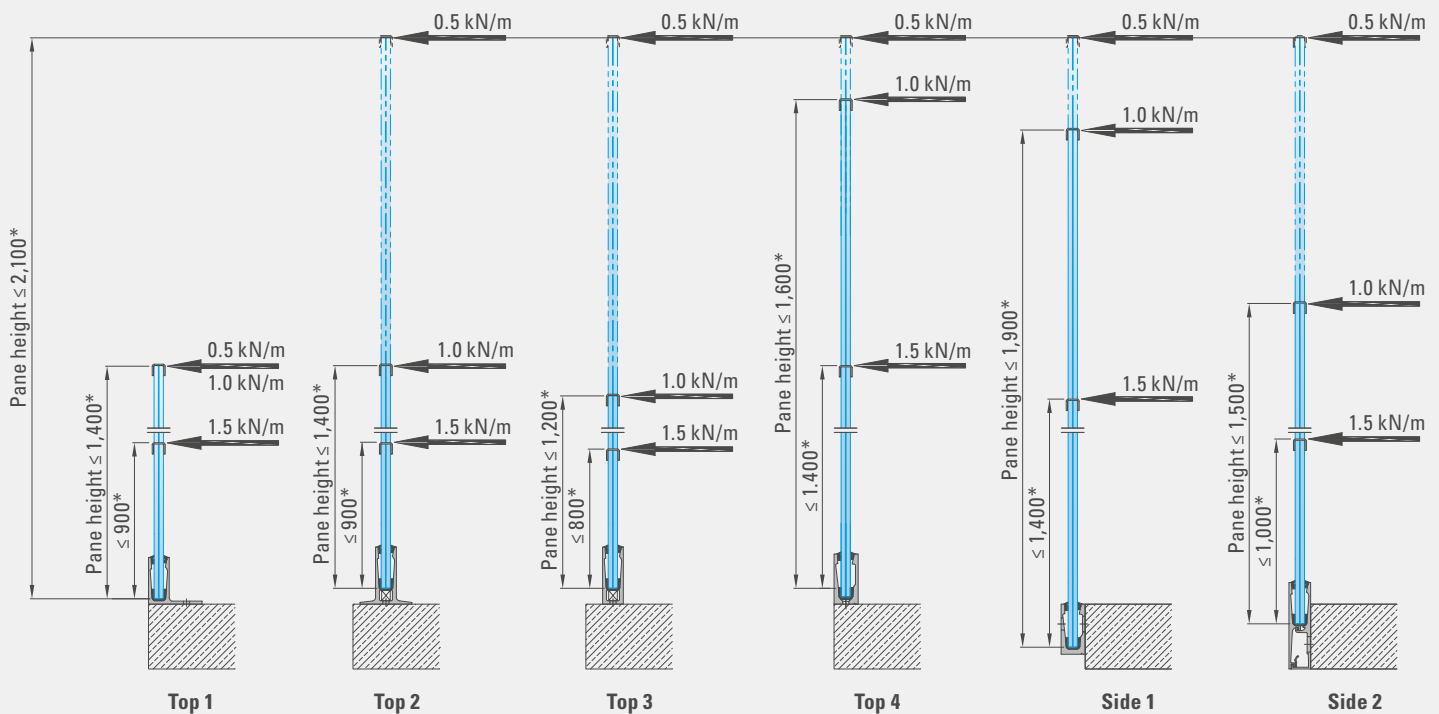 0.5 kN/m
0.5 kN/m
0.5 kN/m
0.5 kN/m
0.5 kN/m
1.0 kN/m
1.0 kN/m
Pane height ≤ 2,100*
Pane height ≤ 1,600*
Pane height ≤ 1,900*
1.0 kN/m
0.5 kN/m
1.0 kN/m
1.0 kN/m
1.5 kN/m
1.0 kN/m
1.5 kN/m
1.5 kN/m
1.5 kN/m
1.5 kN/m
1.5 kN/m
Pane height ≤ 1,400*
≤ 900*
Pane height ≤ 1,400*
≤ 900*
Pane height ≤ 1,200*
≤ 800*
≤ 1.400*
≤ 1,400*
Pane height ≤ 1,500*
≤ 1,000*
Top 1
Top 2
Top 3
Top 4
Side 1
Side 2